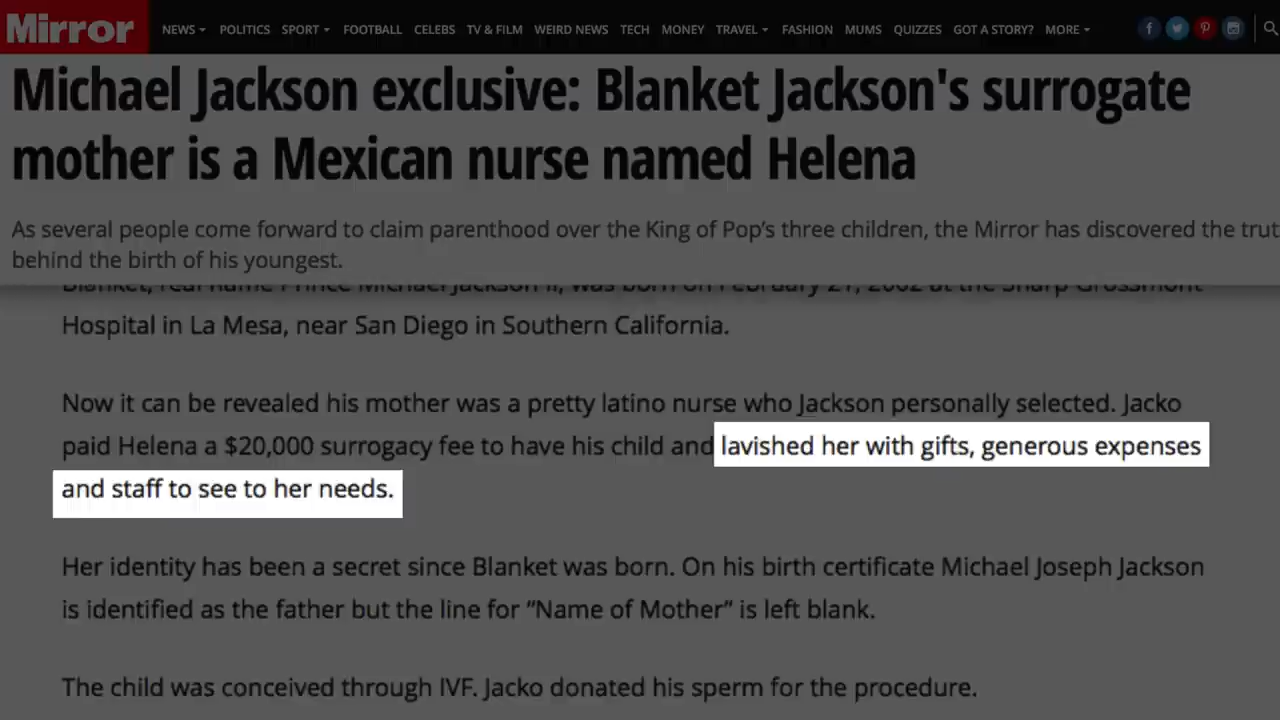 Mirror NEWS POLITICS SPORT FOOTBALL CELEBS TV & FILM WEIRD NEWS TECH MONEY TRAVEL FASHION MUMS QUIZZES GOT A STORY? MORE
Michael Jackson exclusive: Blanket Jackson's surrogate
mother is a Mexican nurse named Helena
As several people come forward to claim parenthood over the King of Pop's three children, the Mirror has discovered the trut
behind the birth of his youngest.
Blanket, real name Prince Michael Jackson II, was born on February 21, 2002 at the Sharp Grossmont
Hospital in La Mesa, near San Diego in Southern California.
Now it can be revealed his mother was a pretty latino nurse who Jackson personally selected. Jacko
paid Helena a $20,000 surrogacy fee to have his child and lavished her with gifts, generous expenses
and staff to see to her needs.
Her identity has been a secret since Blanket was born. On his birth certificate Michael Joseph Jackson
is identified as the father but the line for “Name of Mother” is left blank.
The child was conceived through IVF. Jacko donated his sperm for the procedure.